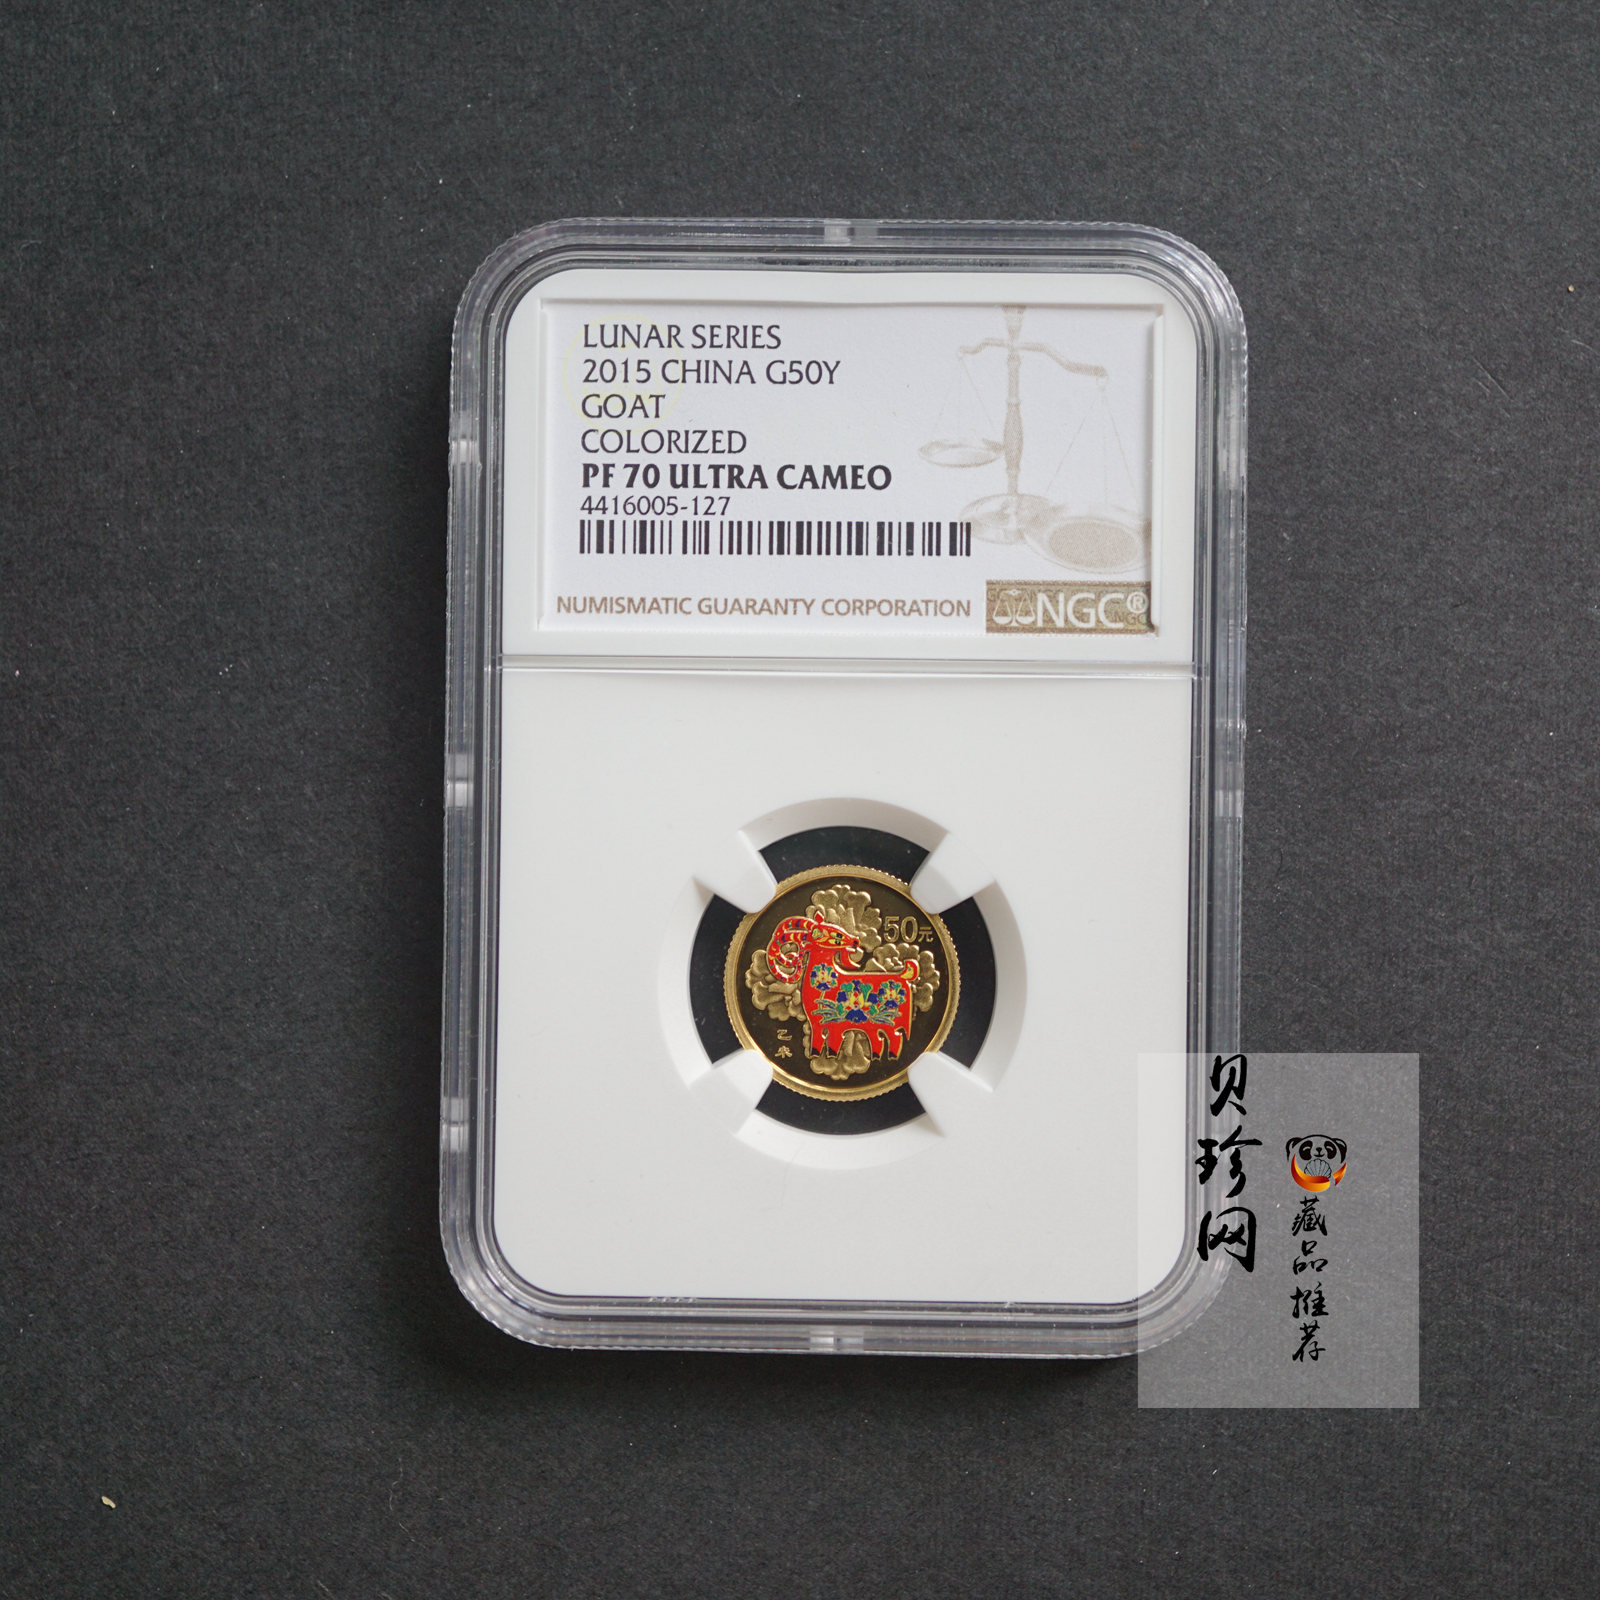 LUNAR SERIES
2015 CHINA G50Y
GOAT
COLORIZED
PF 70 ULTRA CAMEO
4416005-127
NUMISMATIC GUARANTY CORPORATION
NGC®
50元
乙未
贝珍网
藏品推荐